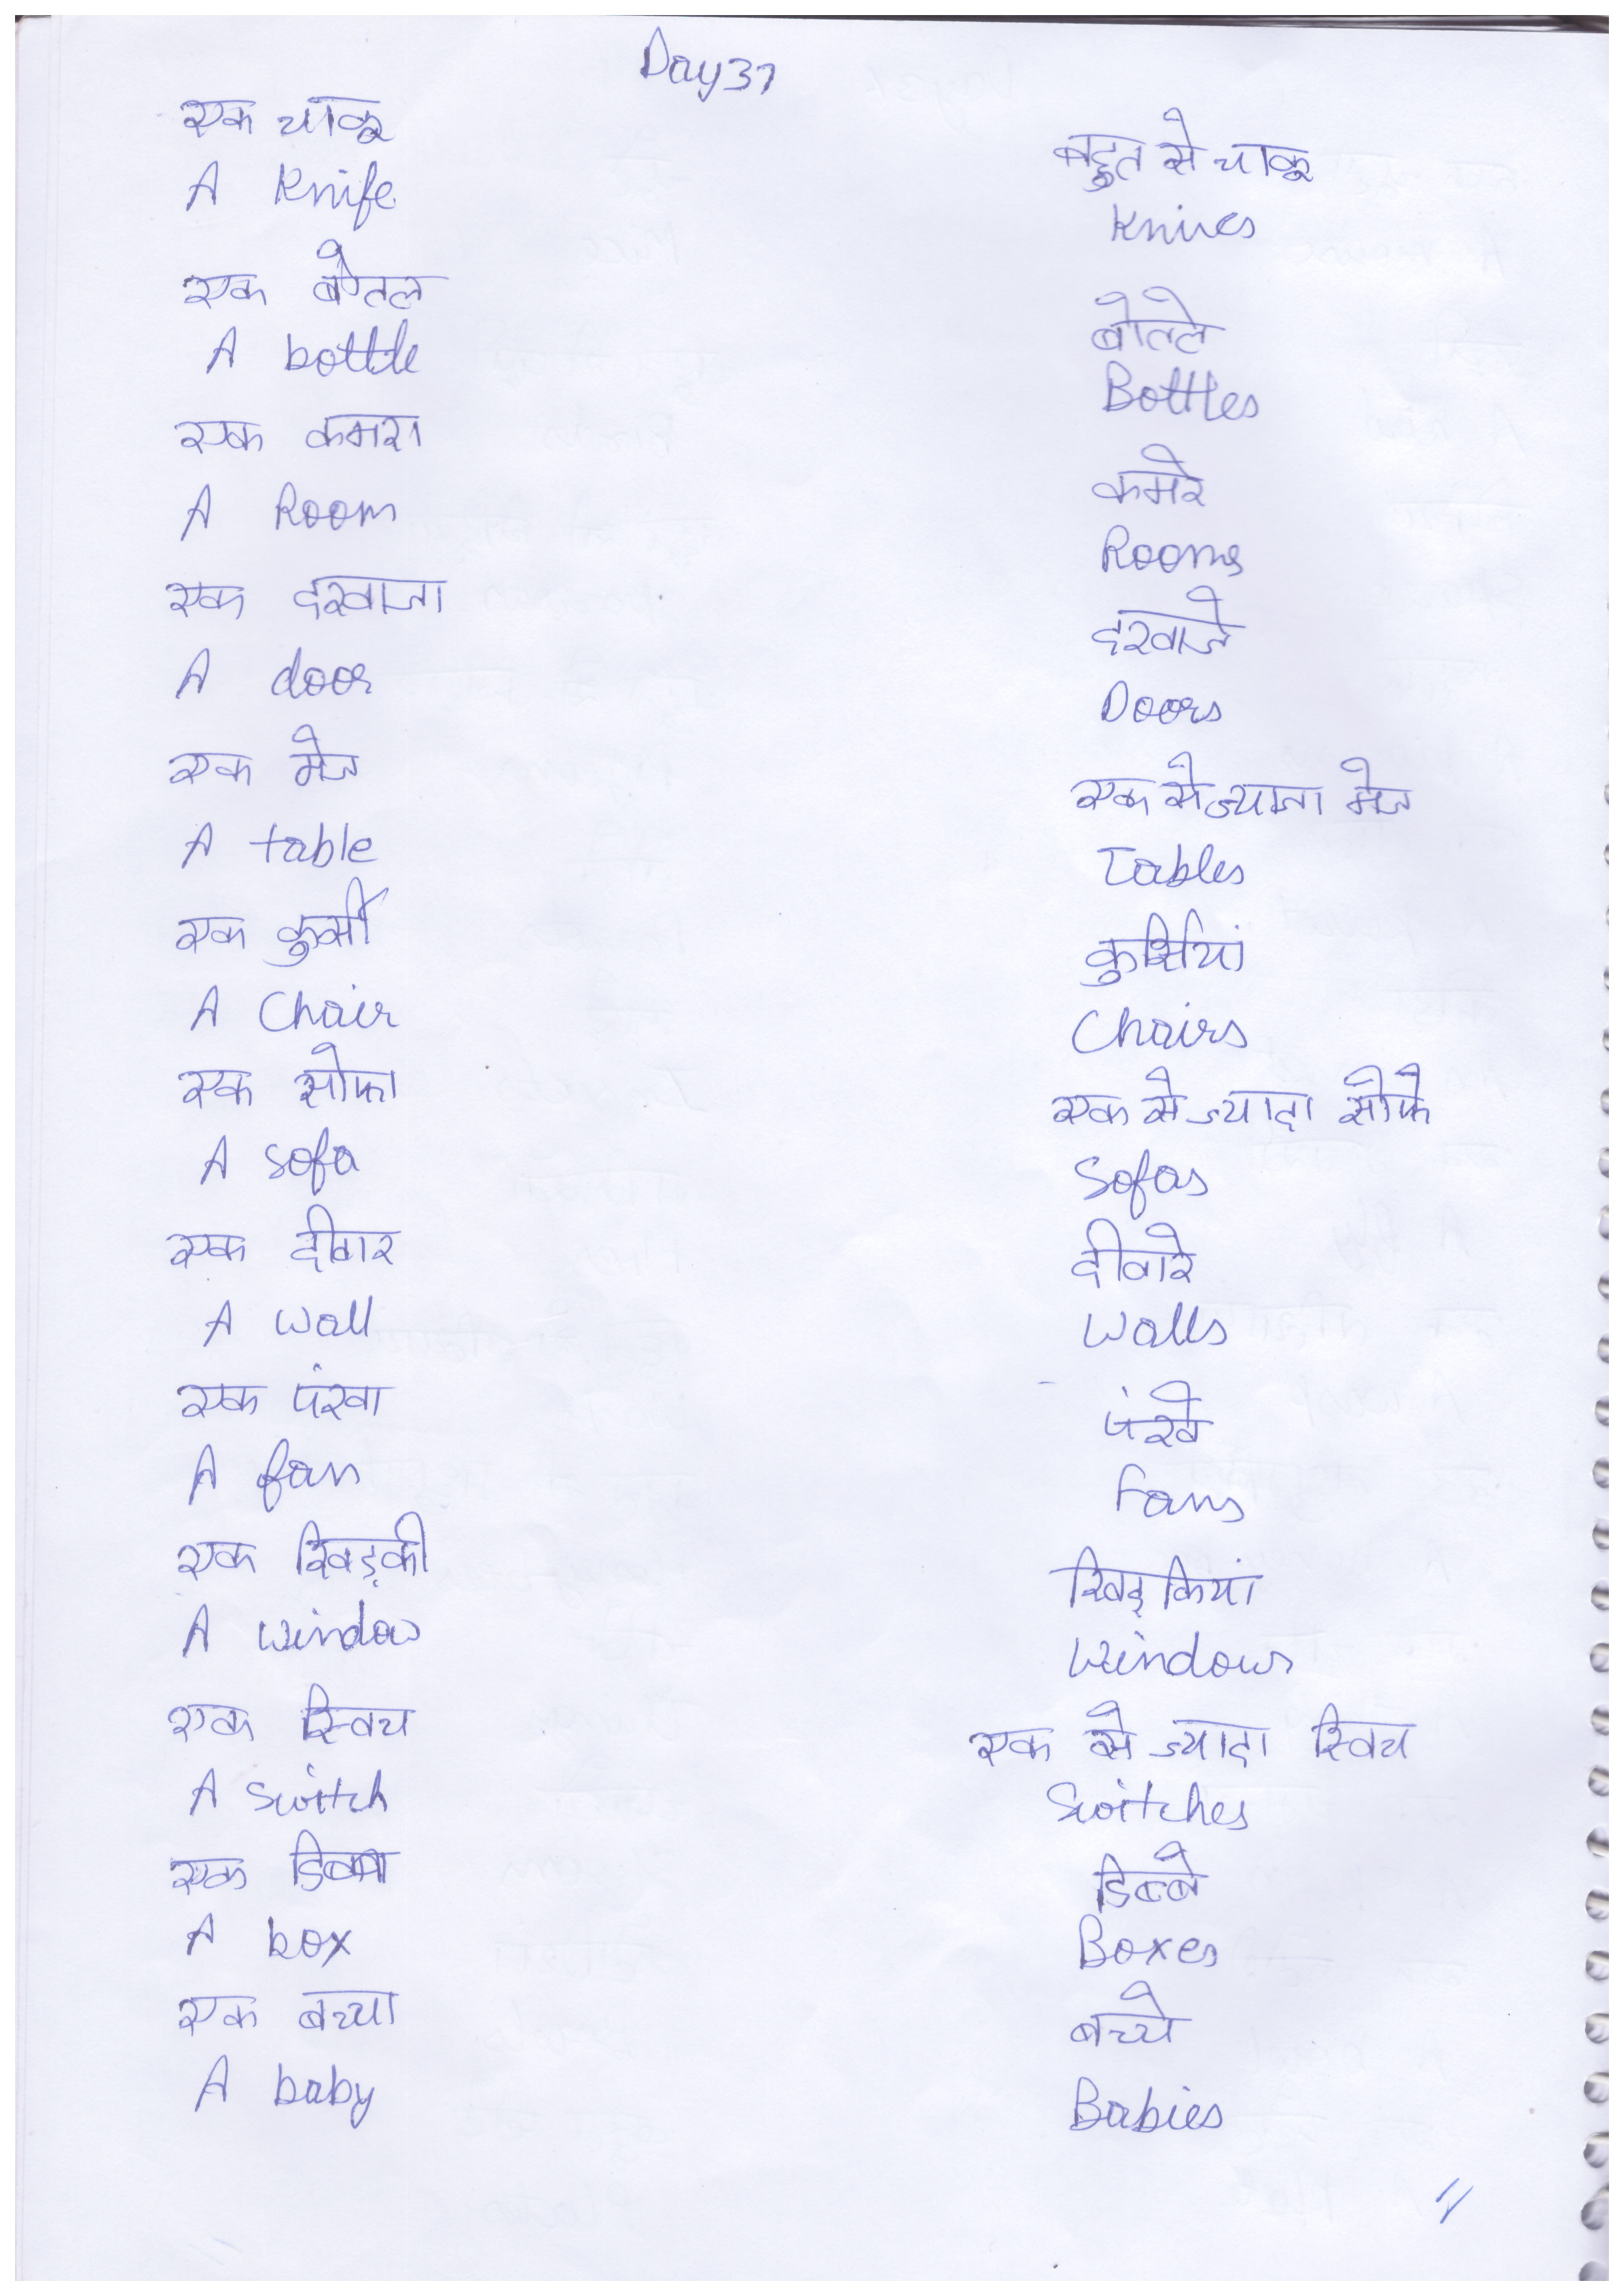 Day 37
एक चाकू
A Knife
बहुत से चाकू
Knives
एक बोतल
A bottle
बोतले
Bottles
एक कमरा
A Room
कमरे
Rooms
एक दरवाजा
A door
दरवाजे
Doors
एक मेज
A table
एक से ज्यादा मेज
Tables
एक कुर्सी
A Chair
कुर्सियां
Chairs
एक सोफा
A sofa
एक से ज्यादा सोफे
Sofas
एक दीवार
A wall
दीवारे
Walls
एक पंखा
A fan
पंखे
Fans
एक खिड़की
A window
खिड़कियां
Windows
एक स्विच
A switch
एक से ज्यादा स्विच
Switches
एक डिब्बा
A box
डिब्बे
Boxes
एक बच्चा
A baby
बच्चे
Babies